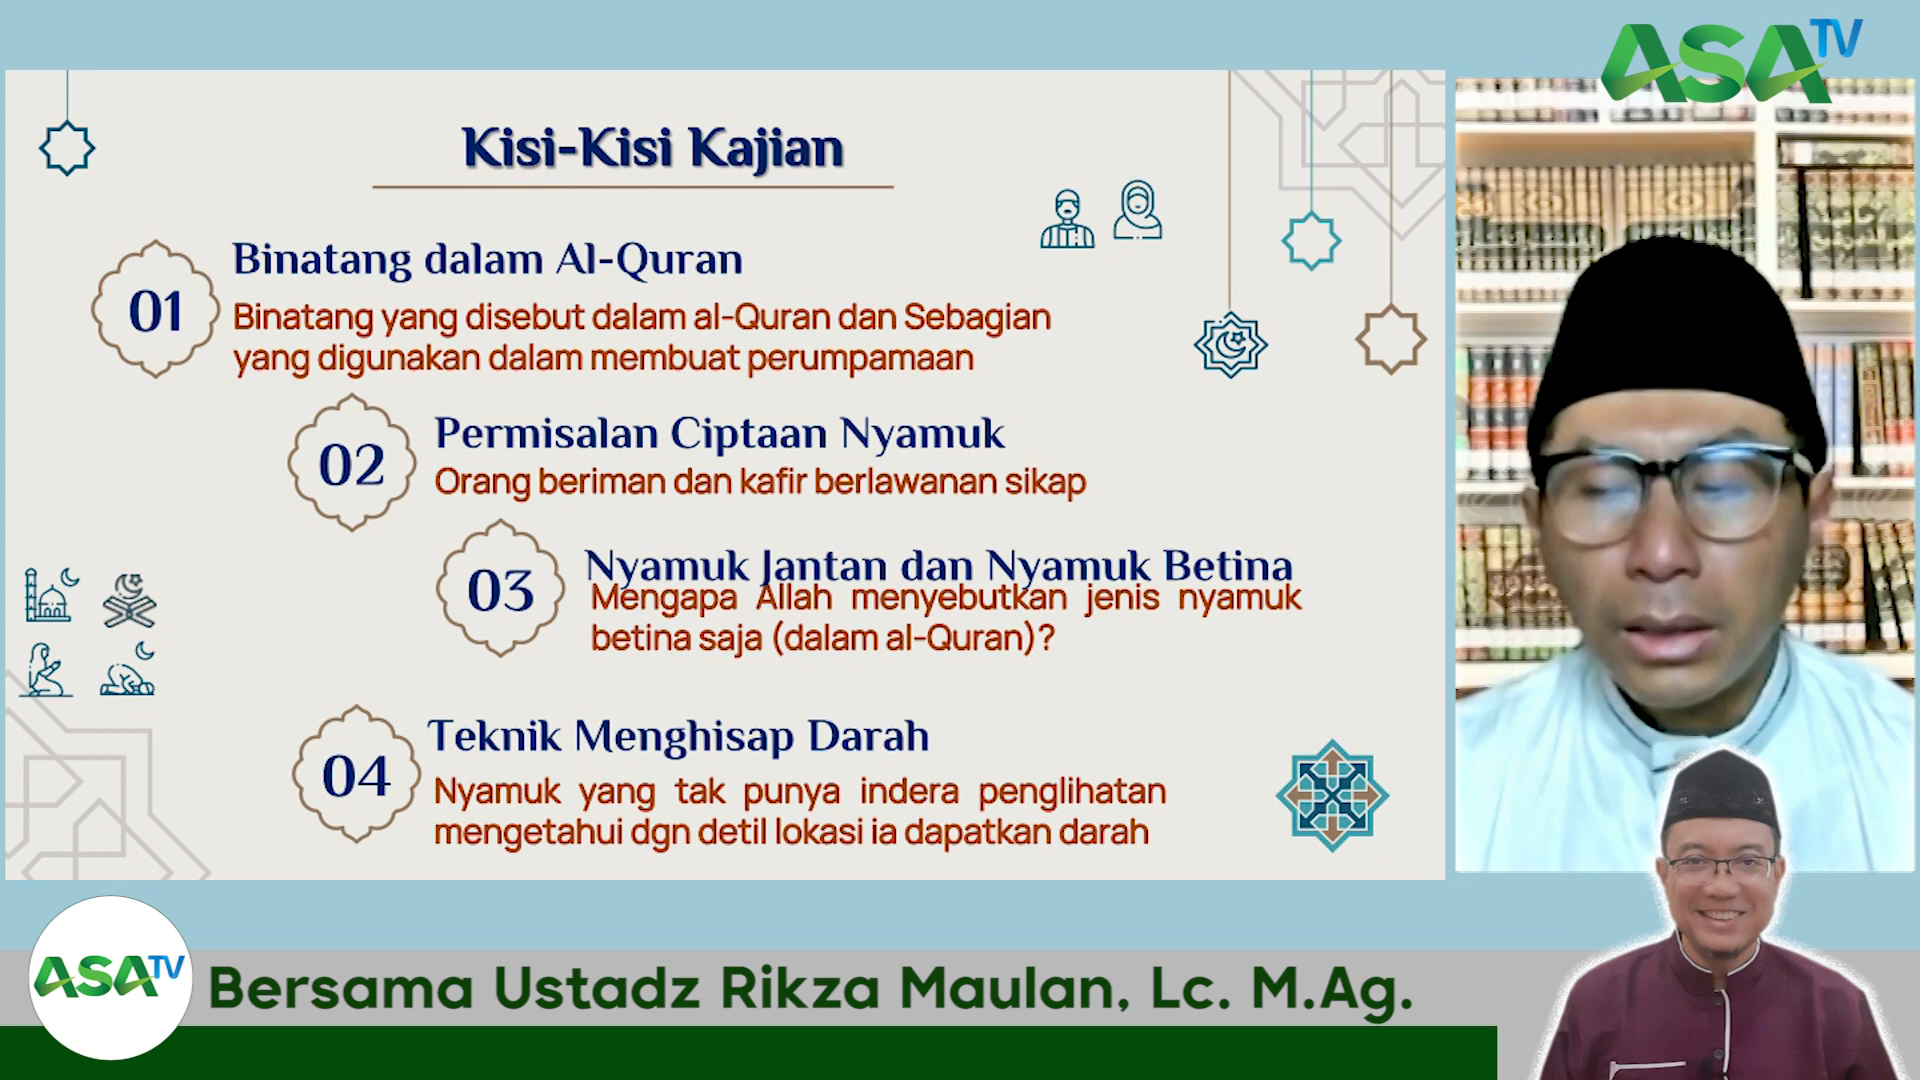 ASATV
Kisi-Kisi Kajian
01
Binatang dalam Al-Quran
Binatang yang disebut dalam al-Quran dan Sebagian
yang digunakan dalam membuat perumpamaan
02
Permisalan Ciptaan Nyamuk
Orang beriman dan kafir berlawanan sikap
03
Nyamuk Jantan dan Nyamuk Betina
Mengapa Allah menyebutkan jenis nyamuk
betina saja (dalam al-Quran)?
04
Teknik Menghisap Darah
Nyamuk yang tak punya indera penglihatan
mengetahui dgn detil lokasi ia dapatkan darah
ASATV
Bersama Ustadz Rikza Maulan, Lc. M.Ag.